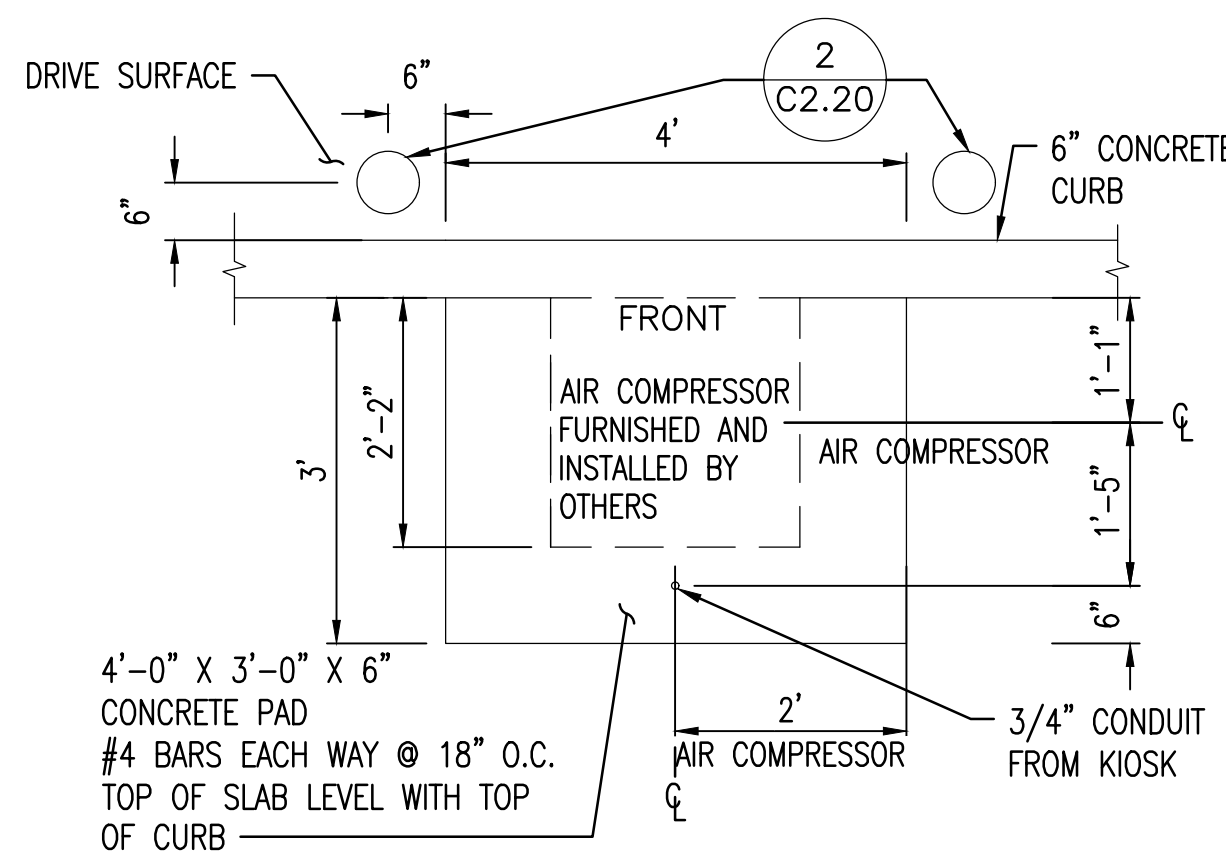 DRIVE SURFACE
6"
2
C2.20
4'
6" CONCRETE
CURB
6"
FRONT
AIR COMPRESSOR
FURNISHED AND
INSTALLED BY
OTHERS
3'
2'-2"
1'-1"
℄
AIR COMPRESSOR
1'-5"
6"
4'-0" X 3'-0" X 6"
CONCRETE PAD
#4 BARS EACH WAY @ 18" O.C.
TOP OF SLAB LEVEL WITH TOP
OF CURB
2'
AIR COMPRESSOR
℄
3/4" CONDUIT
FROM KIOSK